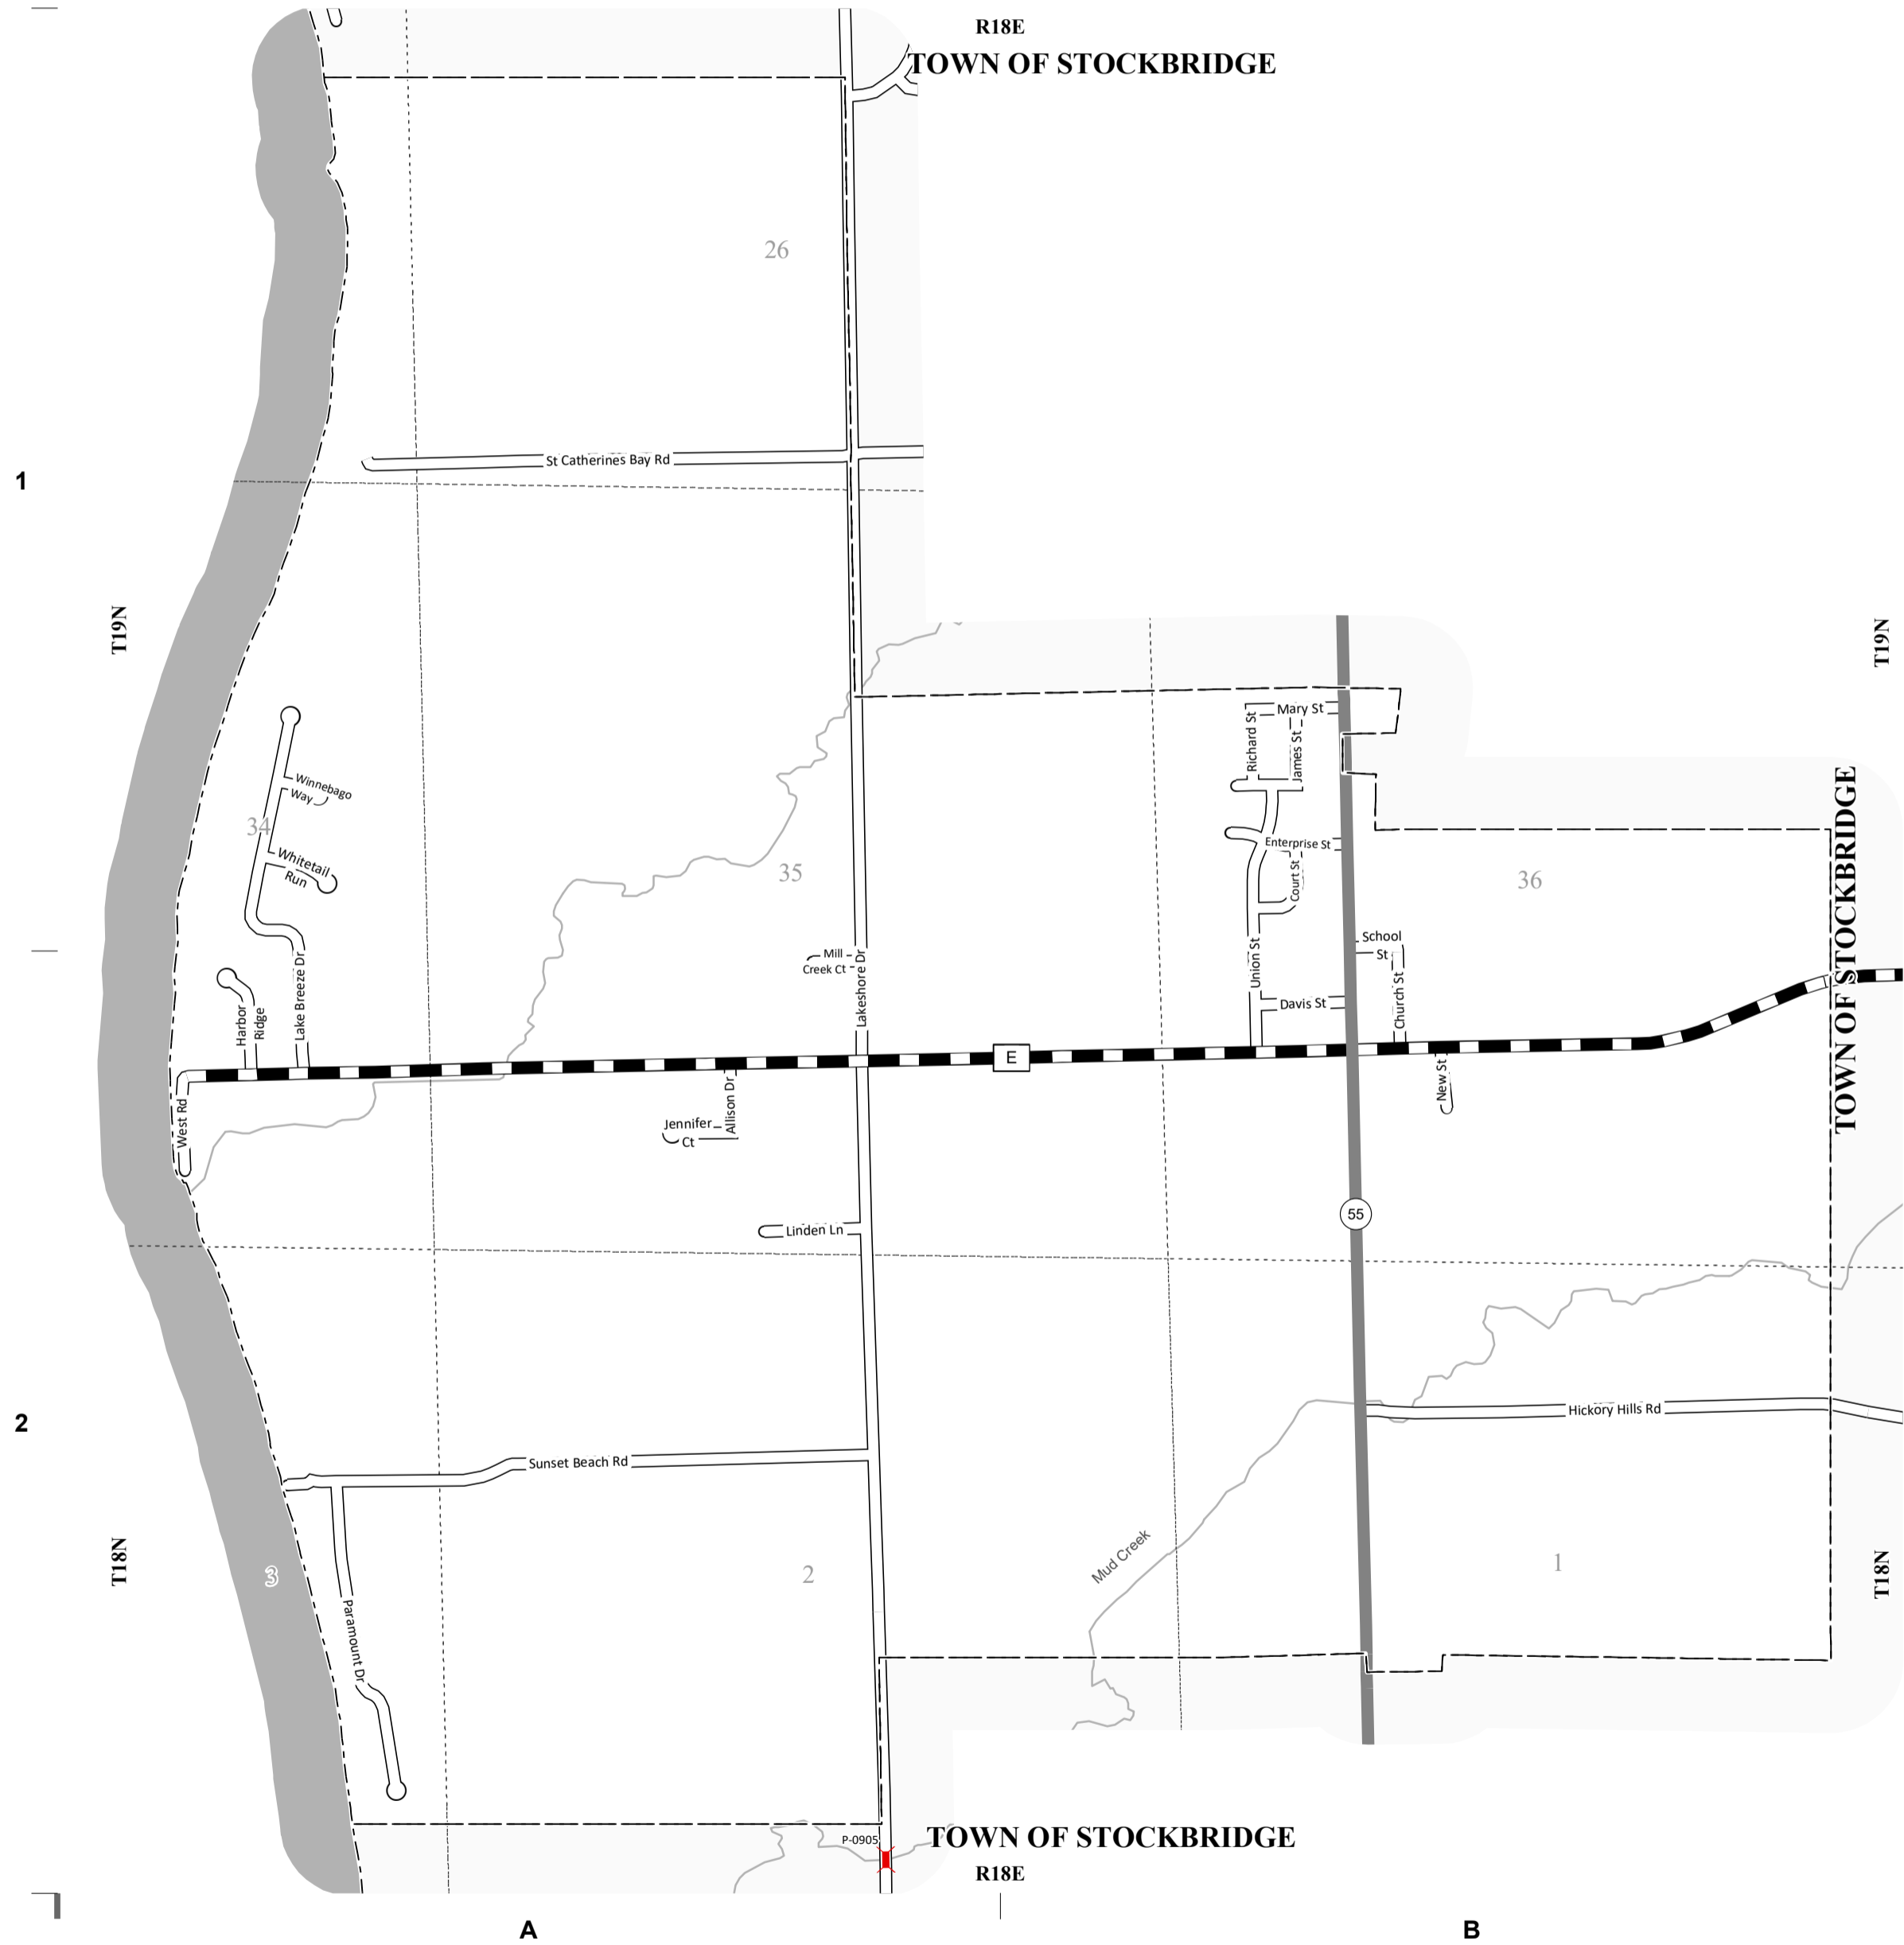 R18E
TOWN OF STOCKBRIDGE
26
St Catherines Bay Rd
1
T19N
T19N
Mary St
Richard St
James St
Winnebago
Way
34
Whitetail
Run
Enterprise St
Court St
35
36
TOWN OF STOCKBRIDGE
School
St
Mill
Creek Ct
Lakeshore Dr
Union St
Church St
Davis St
Harbor
Ridge
Lake Breeze Dr
E
New St
West Rd
Allison Dr
Jennifer
Ct
Linden Ln
55
Hickory Hills Rd
2
Sunset Beach Rd
Mud Creek
T18N
3
2
1
T18N
Paramount Dr
P-0905
TOWN OF STOCKBRIDGE
R18E
A
B